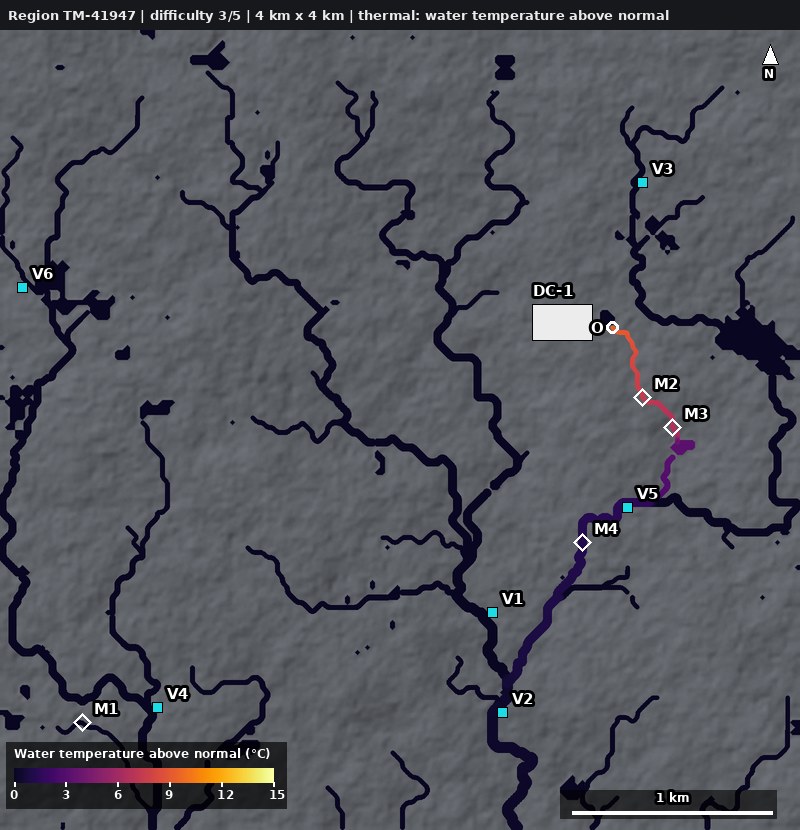 Region TM-41947 | difficulty 3/5 | 4 km x 4 km | thermal: water temperature above normal
N
V3
V6
DC-1
O
M2
M3
V5
M4
V1
V4
V2
M1
Water temperature above normal (°C)
0 3 6 9 12 15
1 km